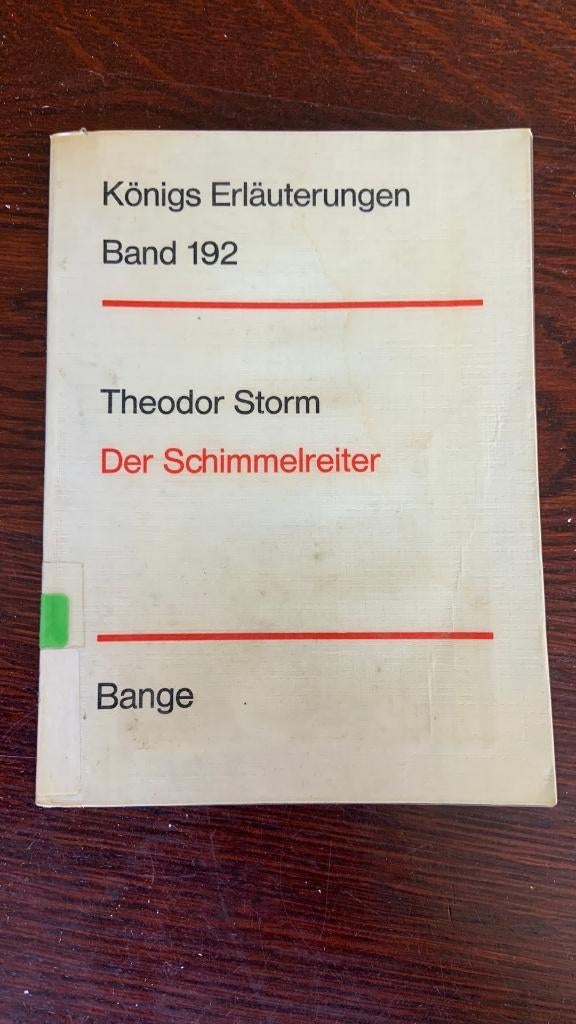 Königs Erläuterungen
Band 192
Theodor Storm
Der Schimmelreiter
Bange